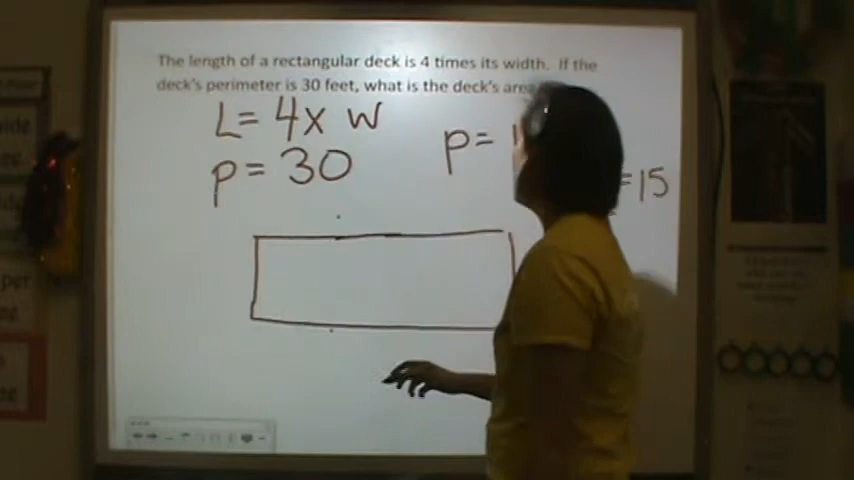 The length of a rectangular deck is 4 times its width. If the
deck's perimeter is 30 feet, what is the deck's area
L= 4x W
p= 30
p=
=15